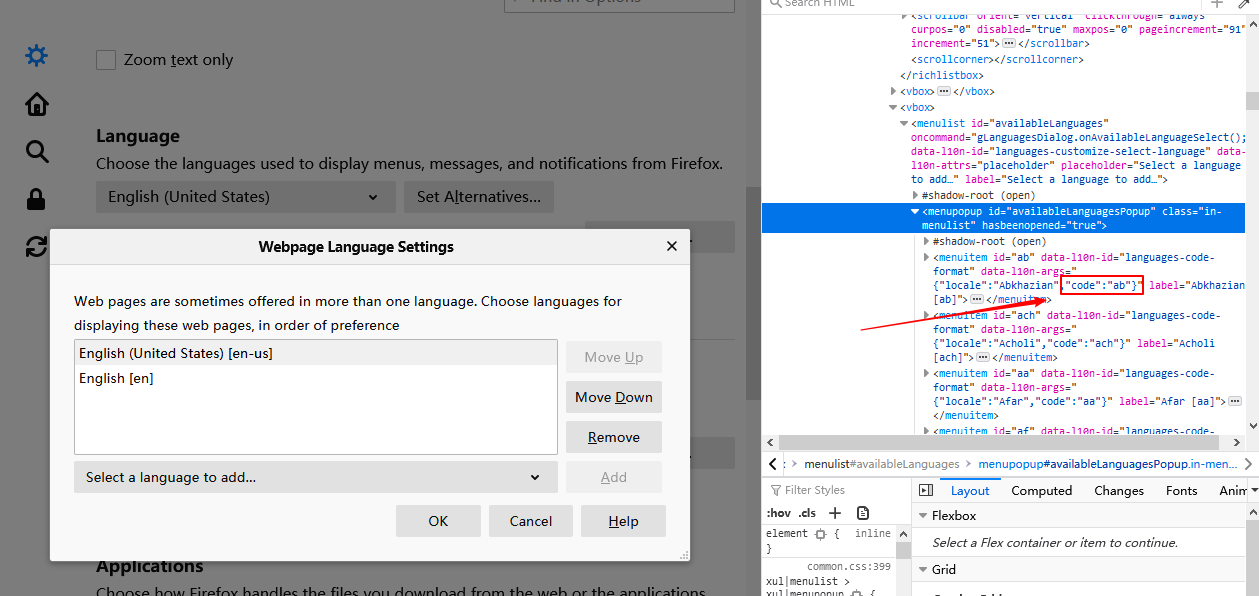 Zoom text only
Language
Choose the languages used to display menus, messages, and notifications from Firefox.
English (United States)
Set Alternatives...
Webpage Language Settings
Web pages are sometimes offered in more than one language. Choose languages for
displaying these web pages, in order of preference
English (United States) [en-us]
English [en]
Move Up
Move Down
Remove
Select a language to add...
Add
OK
Cancel
Help
Applications
Choose how Firefox handles the files you download from the web or the applications
Search HTML
<scrollbar orient="vertical" clickthrough="always"
curpos="0" disabled="true" maxpos="0" pageincrement="91"
increment="51"></scrollbar>
<scrollcorner></scrollcorner>
</richlistbox>
<vbox></vbox>
<vbox>
<menulist id="availableLanguages"
oncommand="gLanguagesDialog.onAvailableLanguageSelect();
data-l10n-id="languages-customize-select-language" data-
l10n-attrs="placeholder" placeholder="Select a language
to add…" label="Select a language to add…">
#shadow-root (open)
<menupopup id="availableLanguagesPopup" class="in-
menulist" hasbeenopened="true">
#shadow-root (open)
<menuitem id="ab" data-l10n-id="languages-code-
format" data-l10n-args="
{"locale":"Abkhazian","code":"ab"}" label="Abkhazian
[ab]"></menuitem>
<menuitem id="ach" data-l10n-id="languages-code-
format" data-l10n-args="
{"locale":"Acholi","code":"ach"}" label="Acholi
[ach]"></menuitem>
<menuitem id="aa" data-l10n-id="languages-code-
format" data-l10n-args="
{"locale":"Afar","code":"aa"}" label="Afar [aa]">
</menuitem>
<menuitem id="af" data-l10n-id="languages-code-
menulist#availableLanguages
menupopup#availableLanguagesPopup.in-men…
Filter Styles
:hov .cls
element { inline
}
common.css:399
xul|menulist >
xul|menupopup {
Layout
Computed
Changes
Fonts
Anim
Flexbox
Select a Flex container or item to continue.
Grid